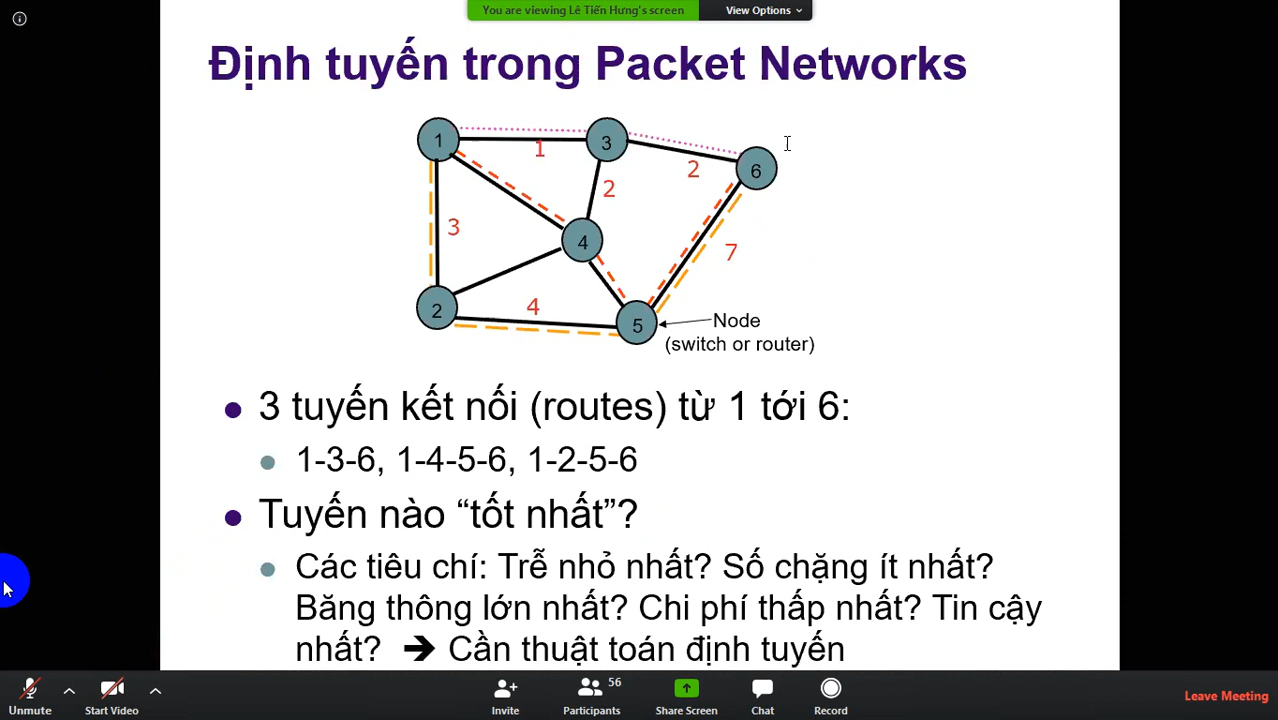 You are viewing Lê Tiến Hưng's screen
View Options
Định tuyến trong Packet Networks
1
3
6
1
2
2
3
4
7
2
4
5
Node
(switch or router)
3 tuyến kết nối (routes) từ 1 tới 6:
1-3-6, 1-4-5-6, 1-2-5-6
Tuyến nào “tốt nhất”?
Các tiêu chí: Trễ nhỏ nhất? Số chặng ít nhất?
Băng thông lớn nhất? Chi phí thấp nhất? Tin cậy
nhất? ➔ Cần thuật toán định tuyến
Unmute
Start Video
Invite
Participants
56
Share Screen
Chat
Record
Leave Meeting